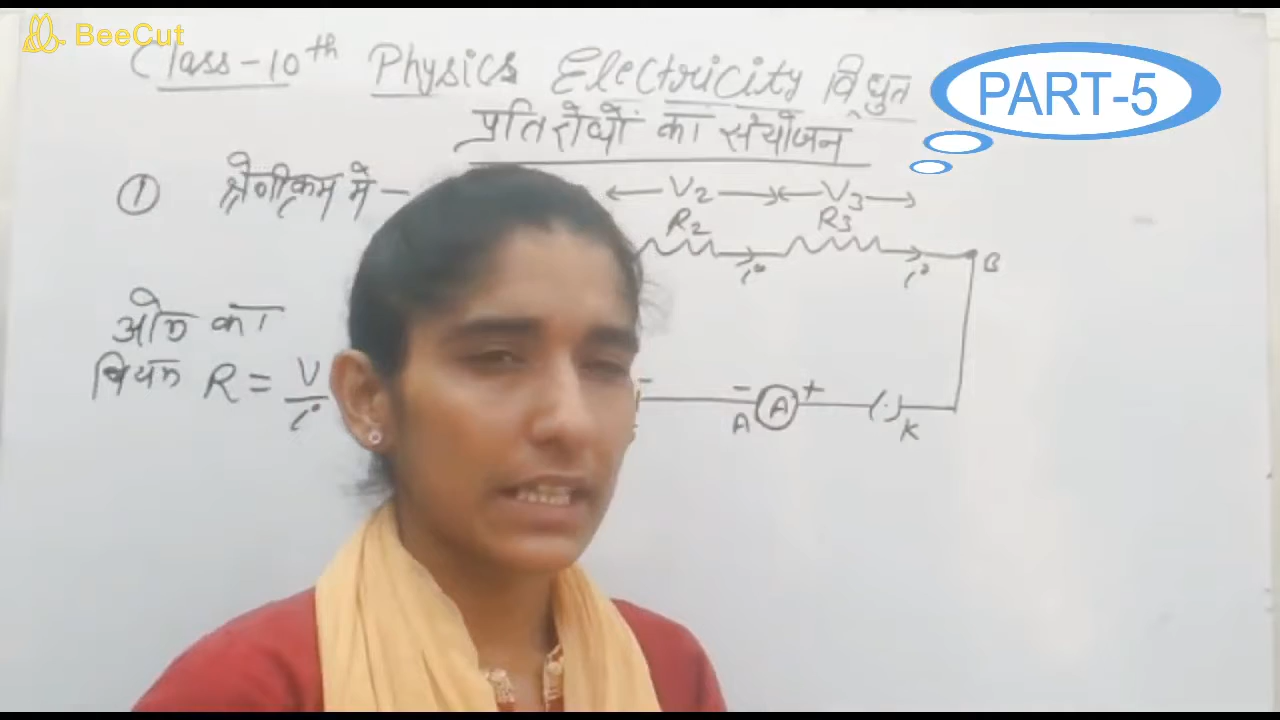 BeeCut
Class-10th Physics Electricity विधुत
PART-5
प्रतिरोधों का संयोजन
① श्रेणीक्रम में -
V2 V3
R2 R3
i i B
ओम का
नियम R = V/i
- - +
A A K